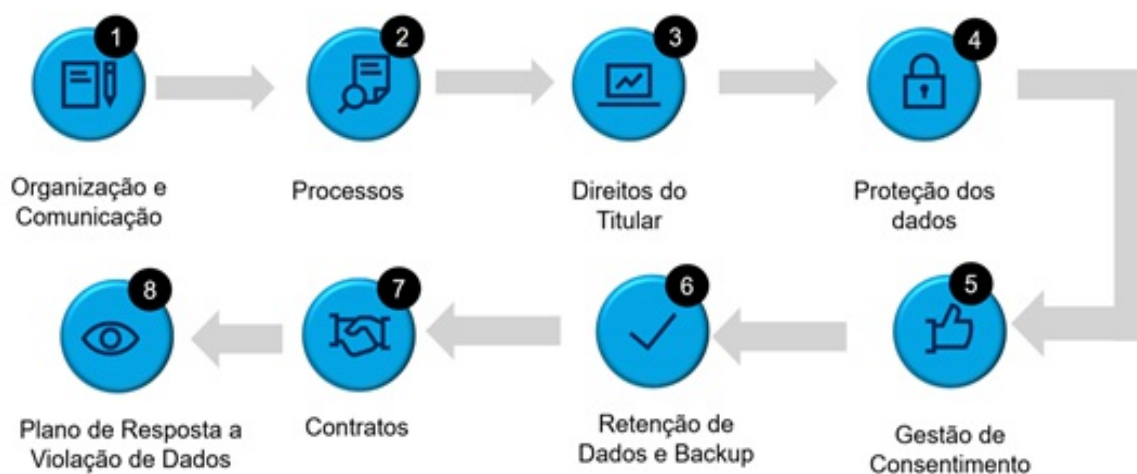 1
2
3
4
Organização e
Comunicação
Processos
Direitos do
Titular
Proteção dos
dados
5
Gestão de
Consentimento
6
Retenção de
Dados e Backup
7
Contratos
8
Plano de Resposta a
Violação de Dados